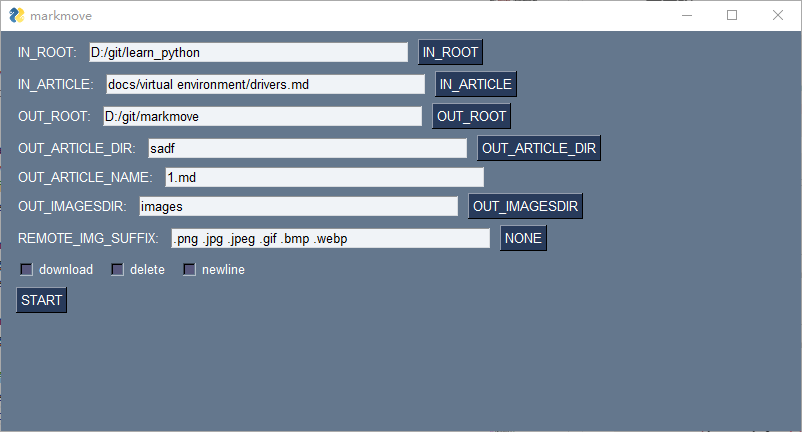 markmove
IN_ROOT: D:/git/learn_python IN_ROOT
IN_ARTICLE: docs/virtual environment/drivers.md IN_ARTICLE
OUT_ROOT: D:/git/markmove OUT_ROOT
OUT_ARTICLE_DIR: sadf OUT_ARTICLE_DIR
OUT_ARTICLE_NAME: 1.md
OUT_IMAGESDIR: images OUT_IMAGESDIR
REMOTE_IMG_SUFFIX: .png .jpg .jpeg .gif .bmp .webp NONE
download delete newline
START